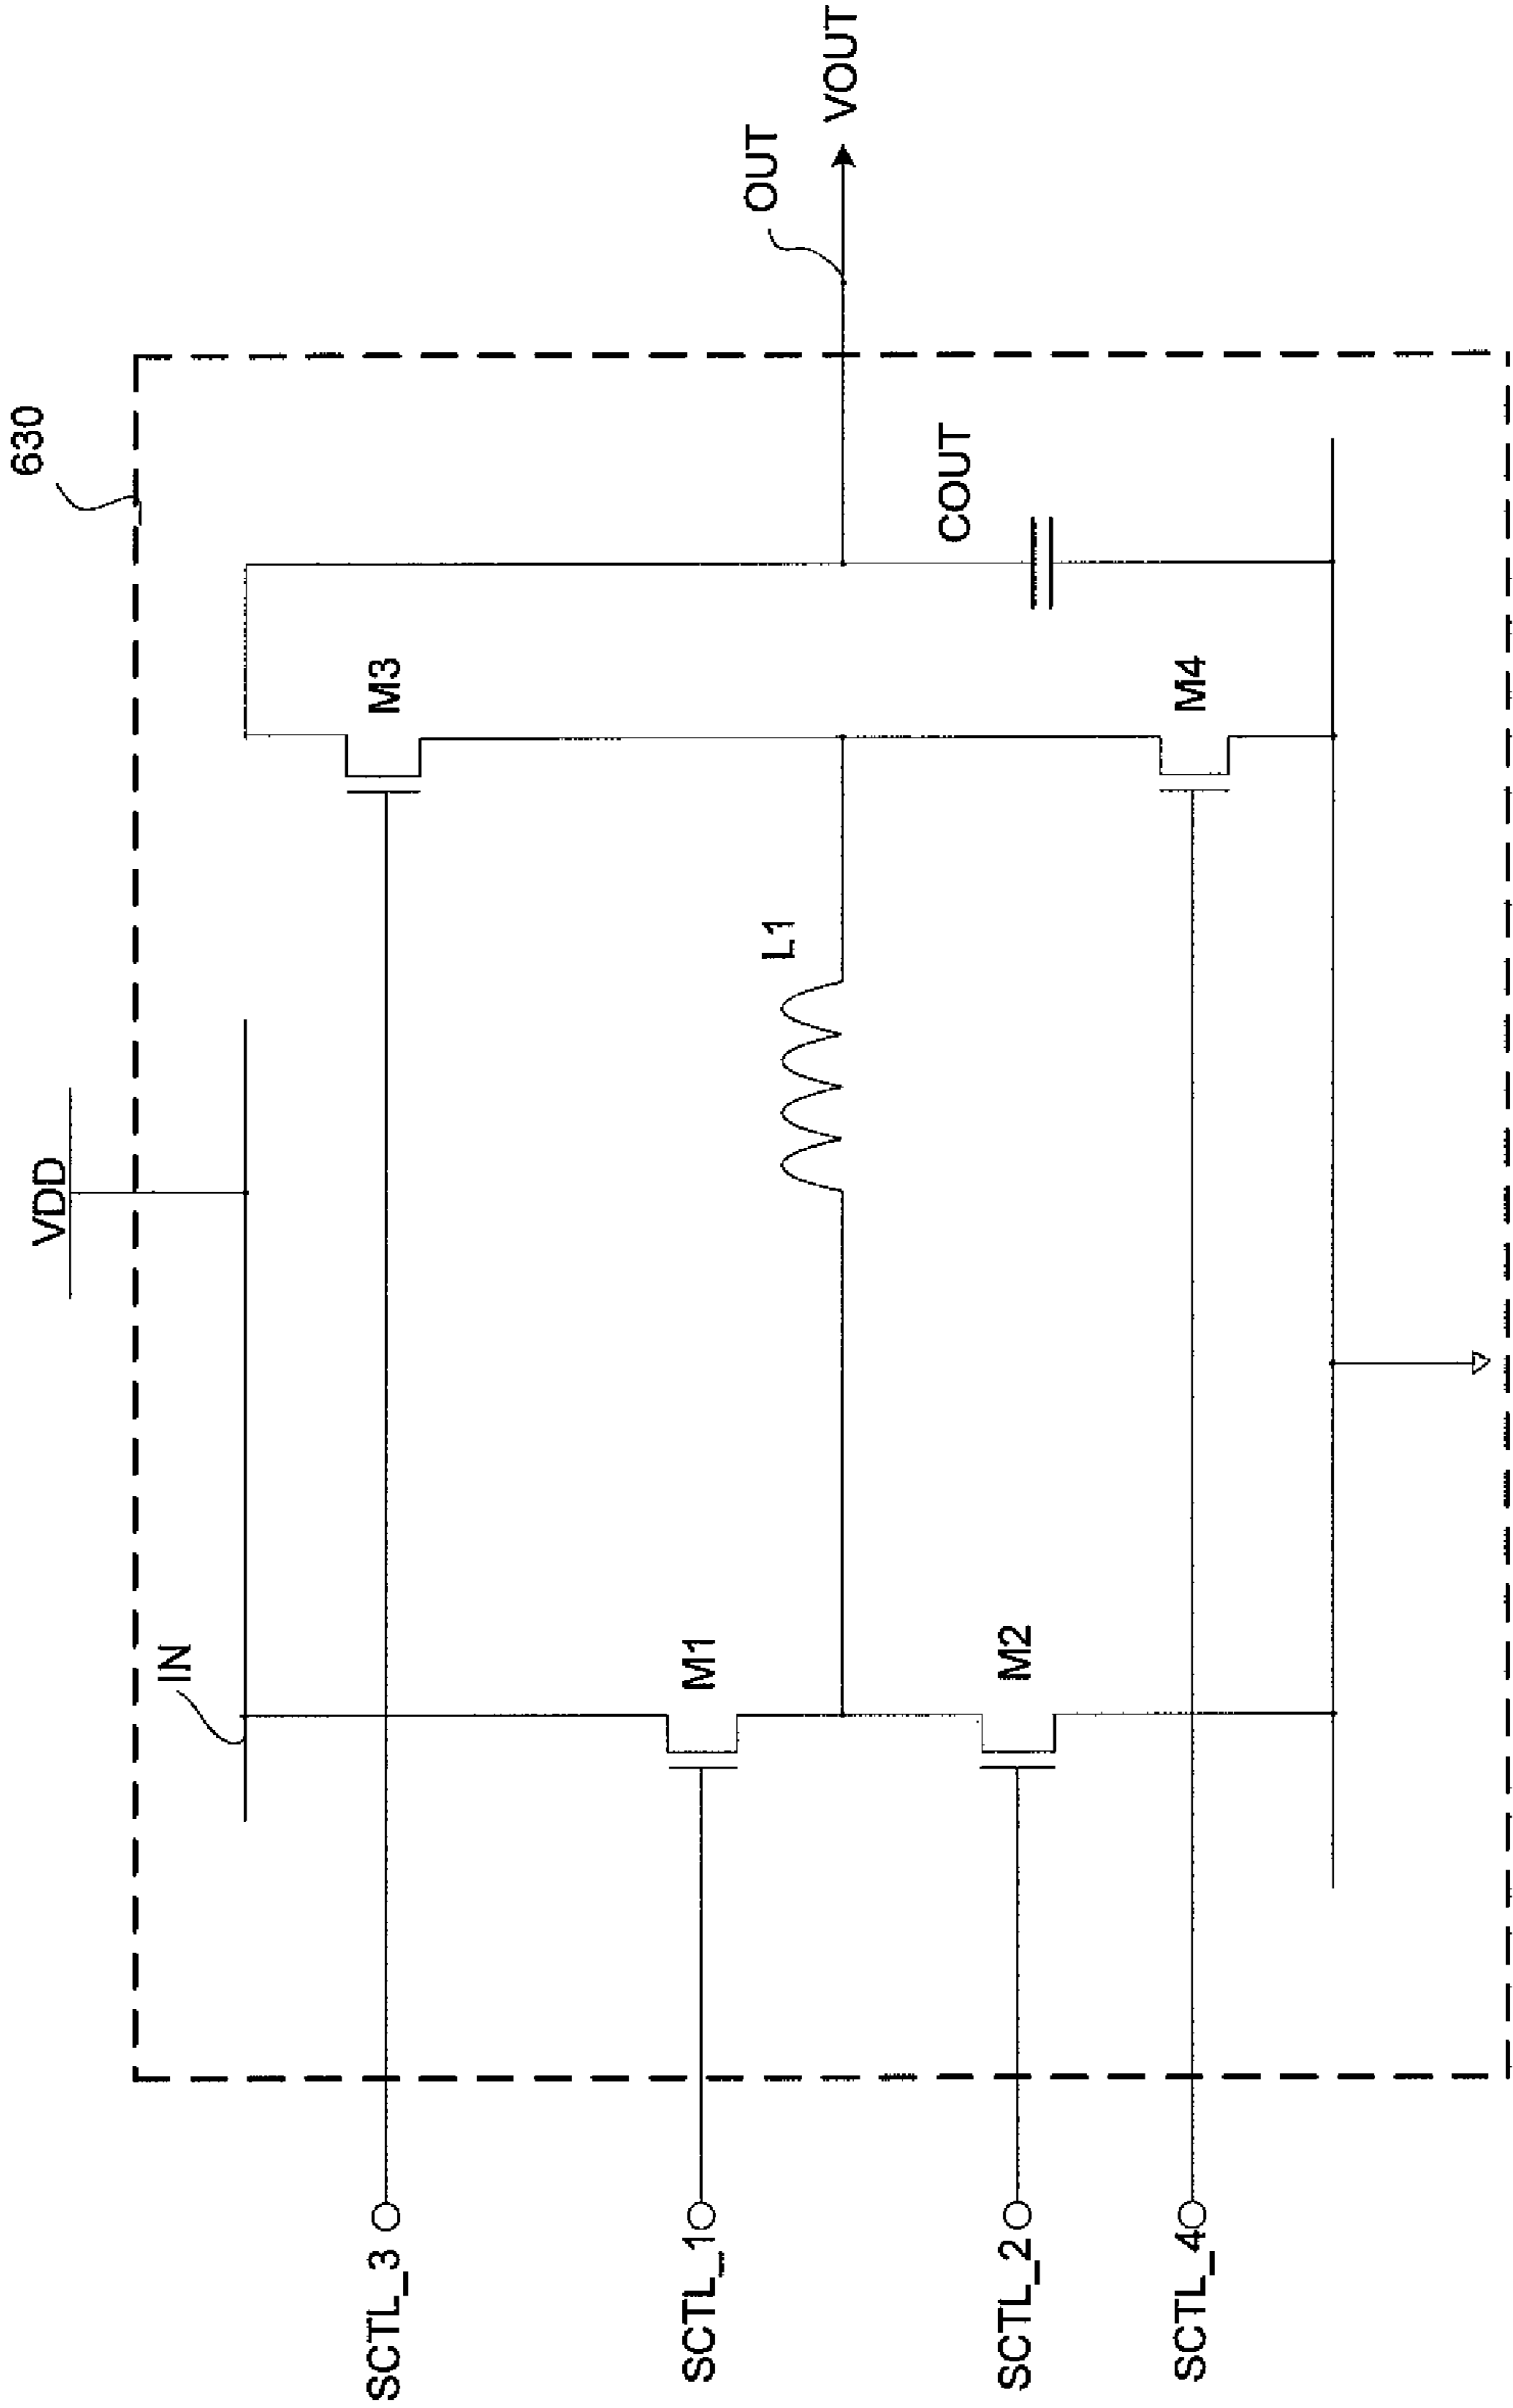 630
VDD
IN
SCTL_3
M3
OUT
VOUT
L1
SCTL_1
M1
COUT
SCTL_2
M2
SCTL_4
M4